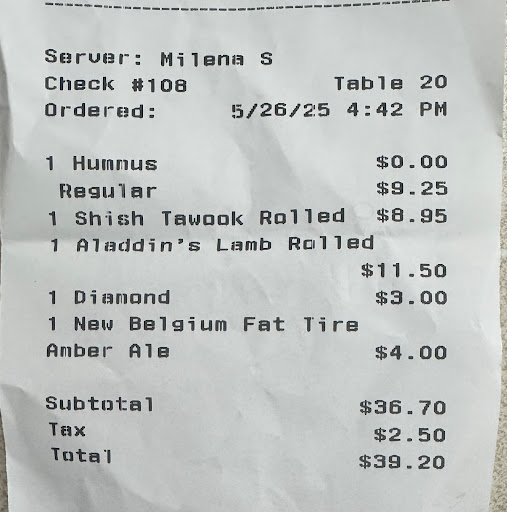 Server: Milena S
Check #108 Table 20
Ordered: 5/26/25 4:42 PM
1 Humnus $0.00
Regular $9.25
1 Shish Tawook Rolled $8.95
1 Aladdin's Lamb Rolled
$11.50
1 Diamond $3.00
1 New Belgium Fat Tire
Amber Ale $4.00
Subtotal $36.70
Tax $2.50
Total $39.20